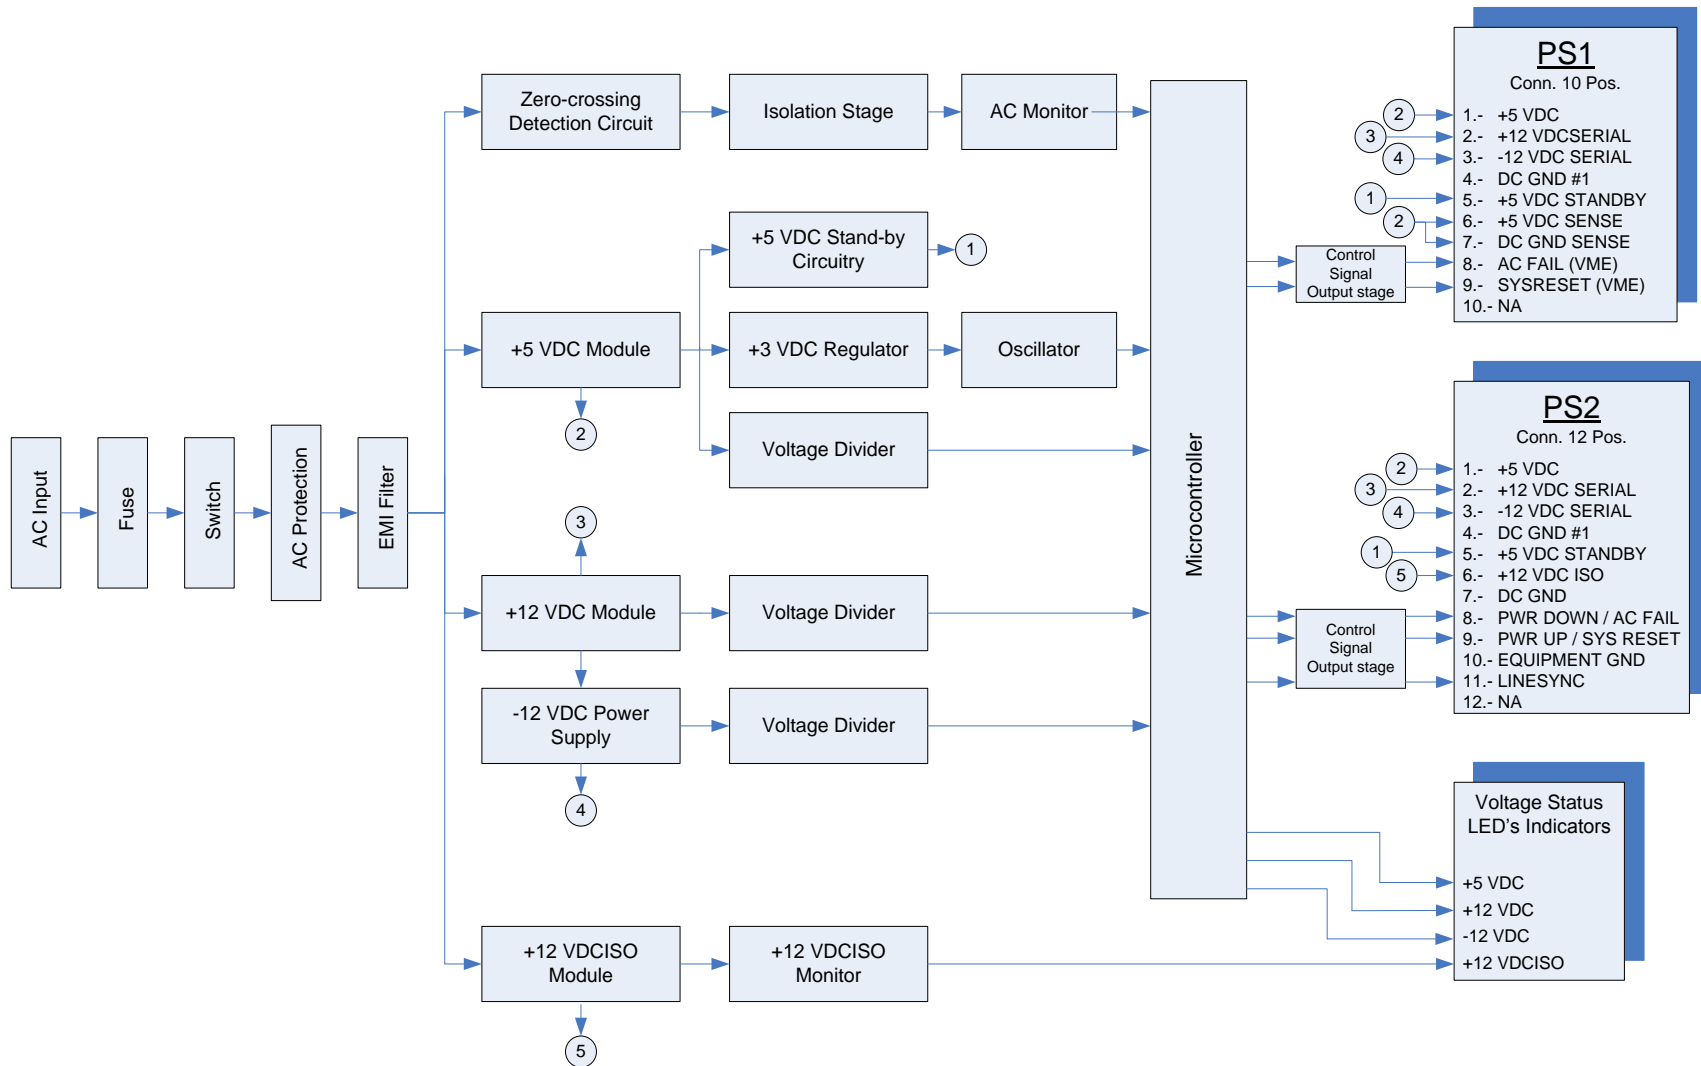 AC Input
Fuse
Switch
AC Protection
EMI Filter
Zero-crossing
Detection Circuit
Isolation Stage
AC Monitor
+5 VDC Stand-by
Circuitry
1
+5 VDC Module
+3 VDC Regulator
Oscillator
2
Voltage Divider
3
+12 VDC Module
Voltage Divider
-12 VDC Power
Supply
Voltage Divider
4
+12 VDCISO
Module
+12 VDCISO
Monitor
5
Microcontroller
Control
Signal
Output stage
Control
Signal
Output stage
PS1
Conn. 10 Pos.
2 1.- +5 VDC
3 2.- +12 VDCSERIAL
4 3.- -12 VDC SERIAL
4.- DC GND #1
1 5.- +5 VDC STANDBY
2 6.- +5 VDC SENSE
7.- DC GND SENSE
8.- AC FAIL (VME)
9.- SYSRESET (VME)
10.- NA
PS2
Conn. 12 Pos.
2 1.- +5 VDC
3 2.- +12 VDC SERIAL
4 3.- -12 VDC SERIAL
4.- DC GND #1
1 5.- +5 VDC STANDBY
5 6.- +12 VDC ISO
7.- DC GND
8.- PWR DOWN / AC FAIL
9.- PWR UP / SYS RESET
10.- EQUIPMENT GND
11.- LINESYNC
12.- NA
Voltage Status
LED's Indicators
+5 VDC
+12 VDC
-12 VDC
+12 VDCISO